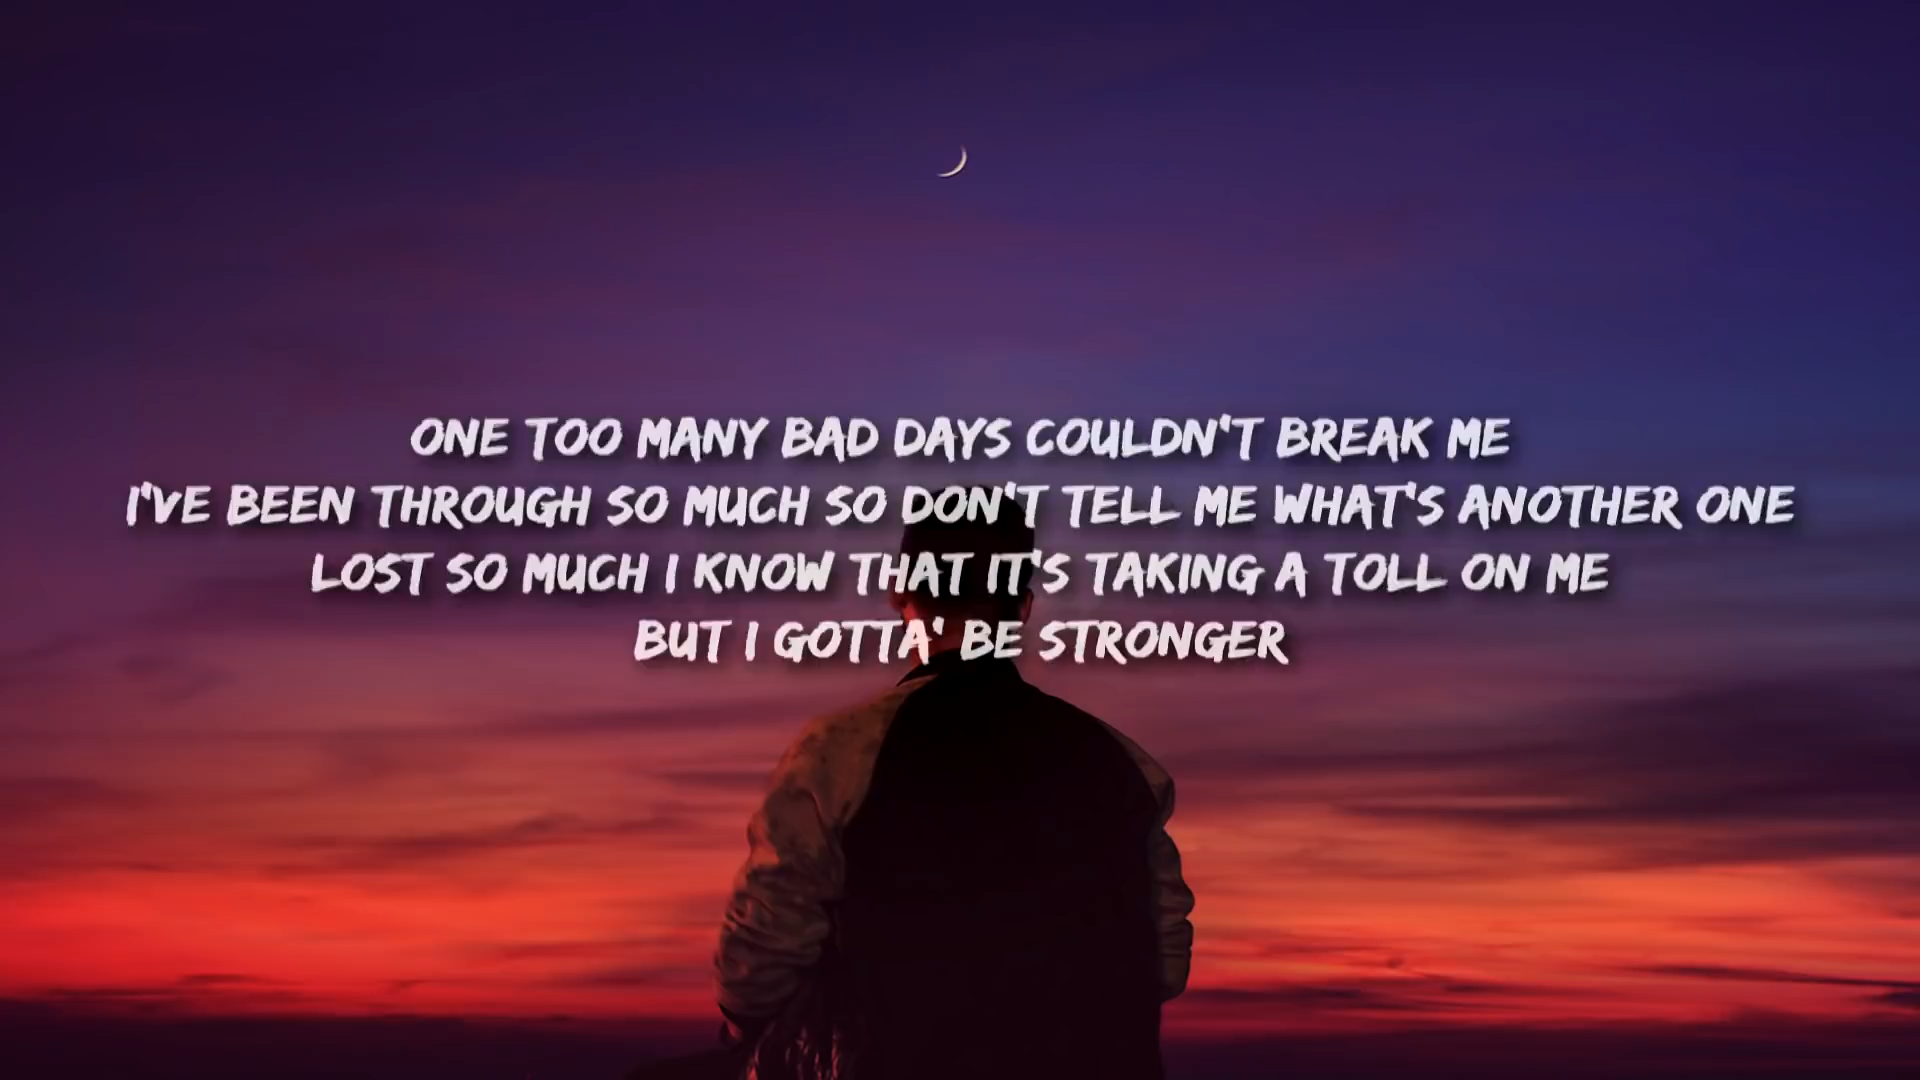 ONE TOO MANY BAD DAYS COULDN'T BREAK ME
I'VE BEEN THROUGH SO MUCH SO DON'T TELL ME WHAT'S ANOTHER ONE
LOST SO MUCH I KNOW THAT IT'S TAKING A TOLL ON ME
BUT I GOTTA' BE STRONGER